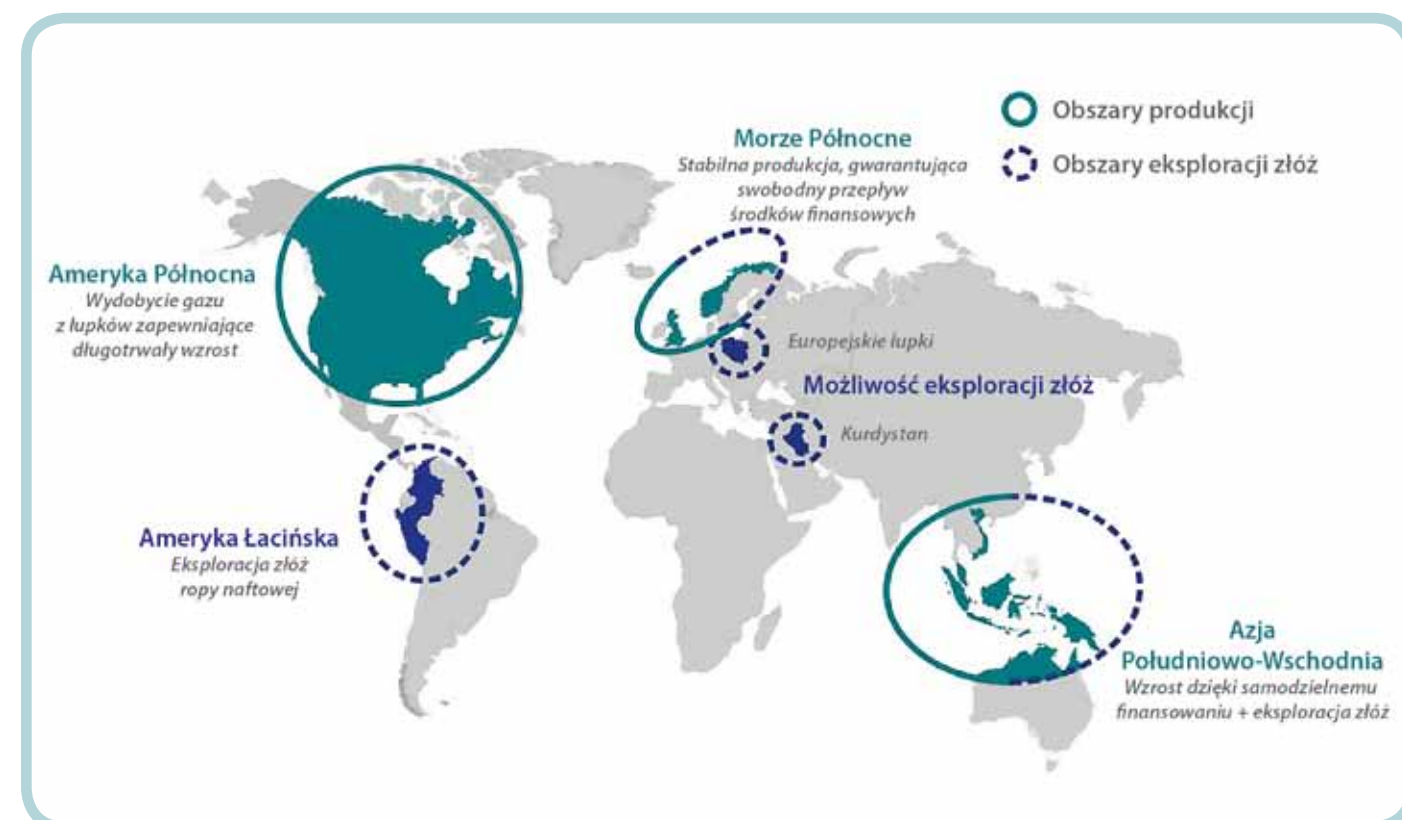 Obszary produkcji
Obszary eksploracji złóż
Morze Północne
Stabilna produkcja, gwarantująca
swobodny przepływ
środków finansowych
Ameryka Północna
Wydobycie gazu
z łupków zapewniające
długotrwały wzrost
Europejskie łupki
Możliwość eksploracji złóż
Kurdystan
Ameryka Łacińska
Eksploracja złóż
ropy naftowej
Azja
Południowo-Wschodnia
Wzrost dzięki samodzielnemu
finansowaniu + eksploracja złóż